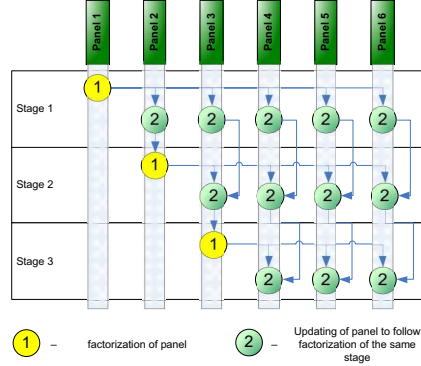 Panel 1 Panel 2 Panel 3 Panel 4 Panel 5 Panel 6
Stage 1
1
2 2 2 2 2
1
Stage 2
2 2 2 2
1
Stage 3
2 2 2
1 – factorization of panel
2 – Updating of panel to follow
factorization of the same
stage